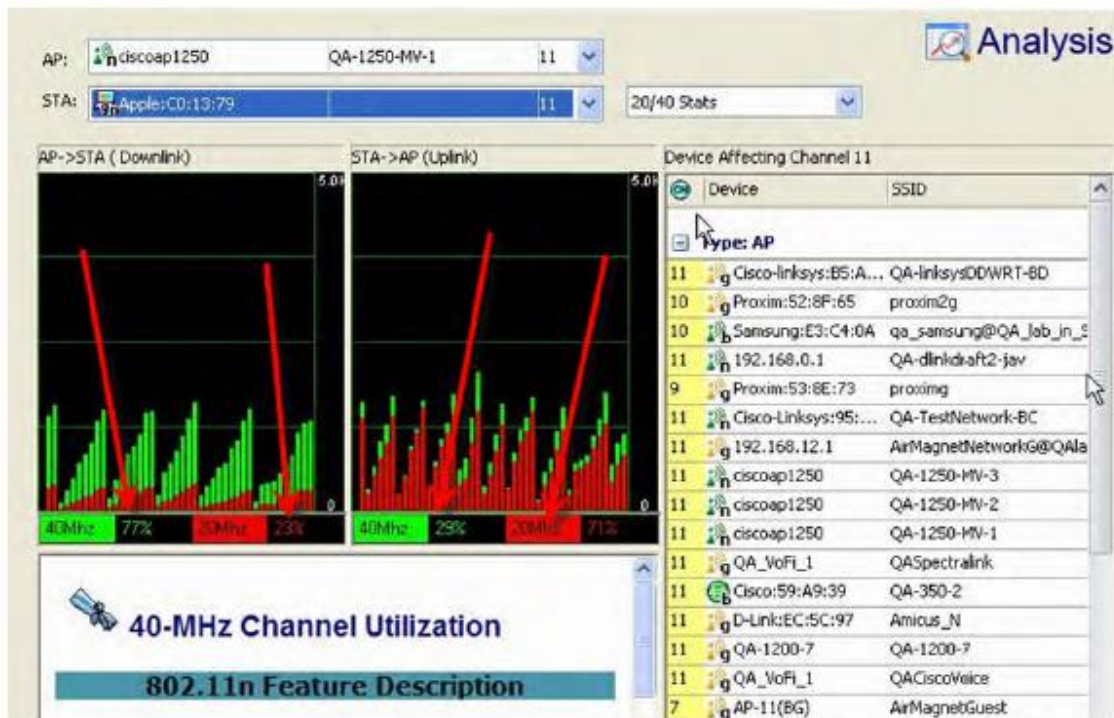 Analysis
AP: ciscoap1250 QA-1250-MV-1 11
STA: Apple:C0:13:79 11 20/40 Stats
AP->STA ( Downlink)
5.0
0
40Mhz 77% 20Mhz 23%
STA->AP (Uplink)
5.0
0
40Mhz 29% 20Mhz 71%
40-MHz Channel Utilization
802.11n Feature Description
Device Affecting Channel 11
Device SSID
Type: AP
11 g Cisco-linksys:B5:A... QA-linksysDDWRT-BD
10 g Proxim:52:8F:65 proxim2g
10 b Samsung:E3:C4:0A qa_samsung@QA_lab_in_S
11 n 192.168.0.1 QA-dlinkdraft2-jav
9 g Proxim:53:8E:73 proximg
11 n Cisco-Linksys:95:... QA-TestNetwork-BC
11 g 192.168.12.1 AirMagnetNetworkG@QAla
11 n ciscoap1250 QA-1250-MV-3
11 n ciscoap1250 QA-1250-MV-2
11 n ciscoap1250 QA-1250-MV-1
11 g QA_VoFi_1 QASpectralink
11 b Cisco:59:A9:39 QA-350-2
11 g D-Link:EC:5C:97 Amicus_N
11 g QA-1200-7 QA-1200-7
11 g QA_VoFi_1 QACiscoVoice
7 g AP-11(BG) AirMagnetGuest